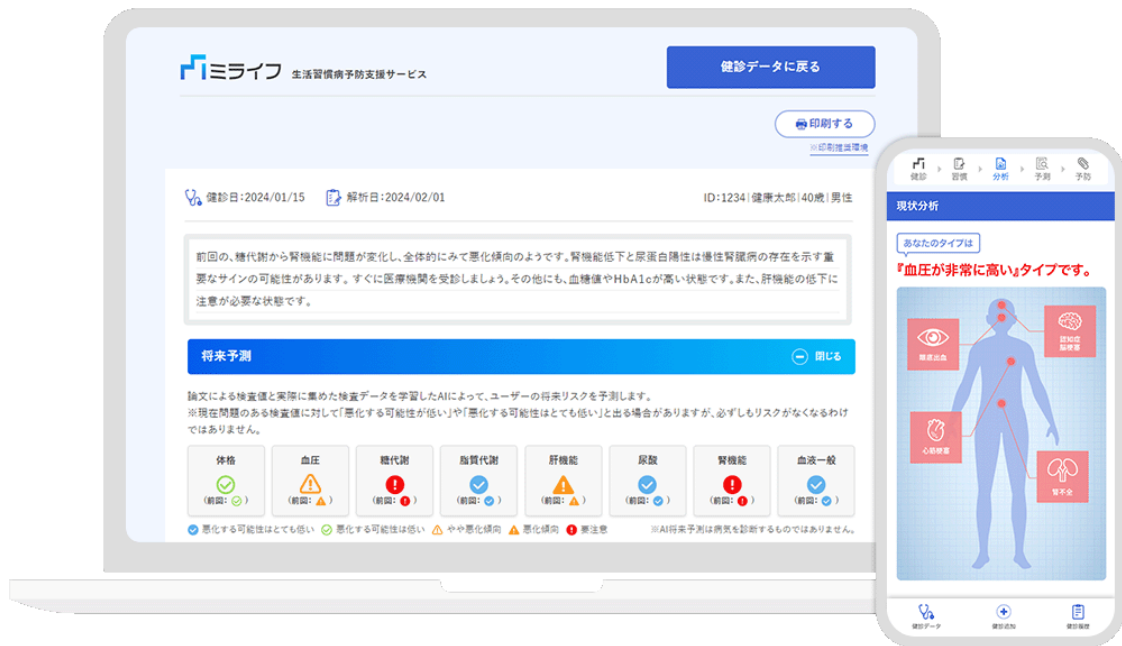 ミライフ 生活習慣病予防支援サービス
健診データに戻る
印刷する
※印刷推奨環境
健診日:2024/01/15 解析日:2024/02/01
ID:1234|健康太郎|40歳|男性
前回の、糖代謝から腎機能に問題が変化し、全体的にみて悪化傾向のようです。腎機能低下と尿蛋白陽性は慢性腎臓病の存在を示す重
要なサインの可能性があります。すぐに医療機関を受診しましょう。その他にも、血糖値やHbA1cが高い状態です。また、肝機能の低下に
注意が必要な状態です。
将来予測
閉じる
論文による検査値と実際に集めた検査データを学習したAIによって、ユーザーの将来リスクを予測します。
※現在問題のある検査値に対して「悪化する可能性が低い」や「悪化する可能性はとても低い」と出る場合がありますが、必ずしもリスクがなくなるわけ
ではありません。
体格 血圧 糖代謝 脂質代謝 肝機能 尿酸 腎機能 血液一般
(前回: ) (前回: ) (前回: ) (前回: ) (前回: ) (前回: ) (前回: ) (前回: )
悪化する可能性はとても低い 悪化する可能性は低い やや悪化傾向 悪化傾向 要注意 ※AI将来予測は病気を診断するものではありません。
健診 習慣 分析 予測 予防
現状分析
あなたのタイプは
『血圧が非常に高い』タイプです。
眼底出血
認知症
脳梗塞
心筋梗塞
腎不全
健診データ 健診追加 健診履歴